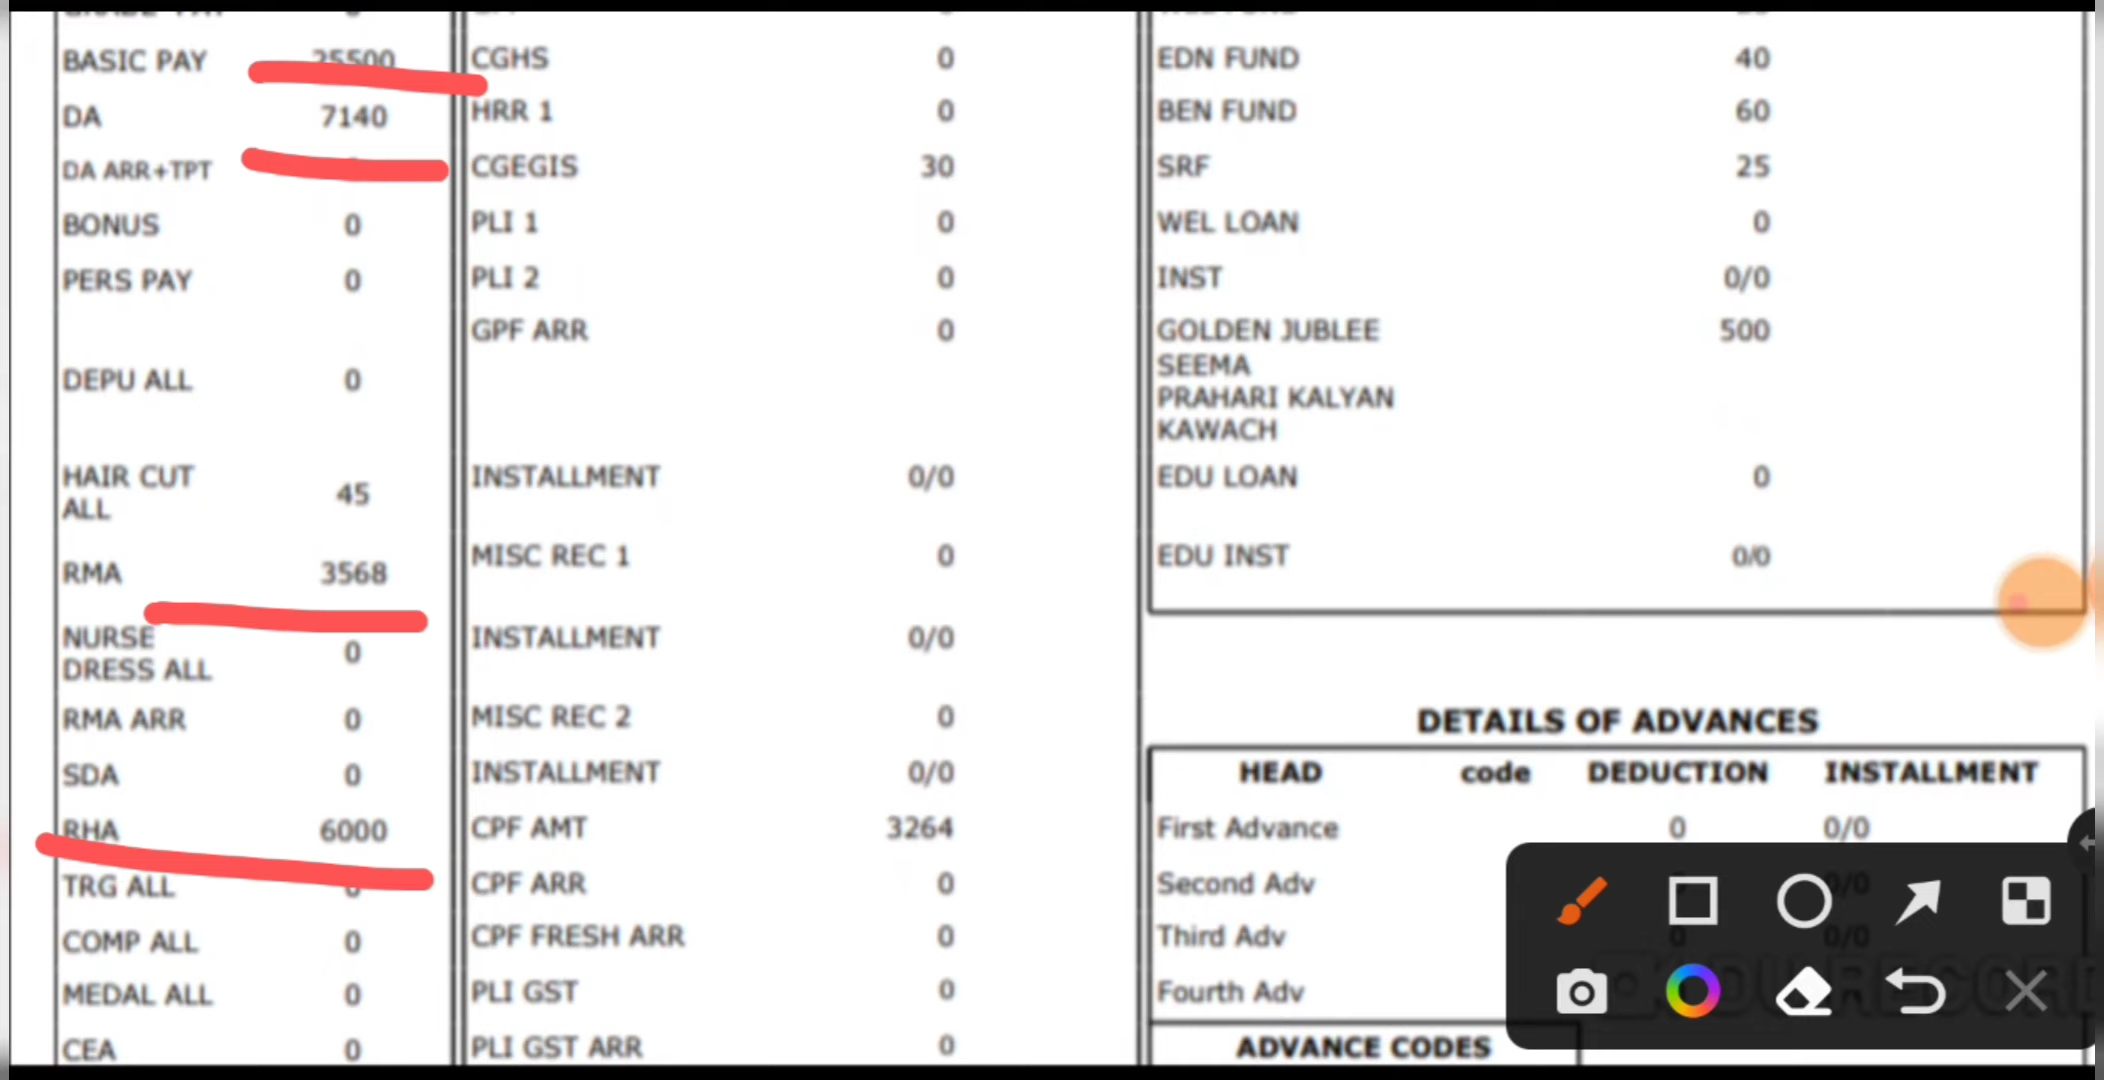 BASIC PAY 25500
DA 7140
DA ARR+TPT
BONUS 0
PERS PAY 0
DEPU ALL 0
HAIR CUT
ALL 45
RMA 3568
NURSE
DRESS ALL 0
RMA ARR 0
SDA 0
RHA 6000
TRG ALL 0
COMP ALL 0
MEDAL ALL 0
CEA 0
CGHS 0
HRR 1 0
CGEGIS 30
PLI 1 0
PLI 2 0
GPF ARR 0
INSTALLMENT 0/0
MISC REC 1 0
INSTALLMENT 0/0
MISC REC 2 0
INSTALLMENT 0/0
CPF AMT 3264
CPF ARR 0
CPF FRESH ARR 0
PLI GST 0
PLI GST ARR 0
EDN FUND 40
BEN FUND 60
SRF 25
WEL LOAN 0
INST 0/0
GOLDEN JUBLEE 500
SEEMA
PRAHARI KALYAN
KAWACH
EDU LOAN 0
EDU INST 0/0
DETAILS OF ADVANCES
HEAD code DEDUCTION INSTALLMENT
First Advance 0 0/0
Second Adv 0/0
Third Adv 0 0/0
Fourth Adv
ADVANCE CODES